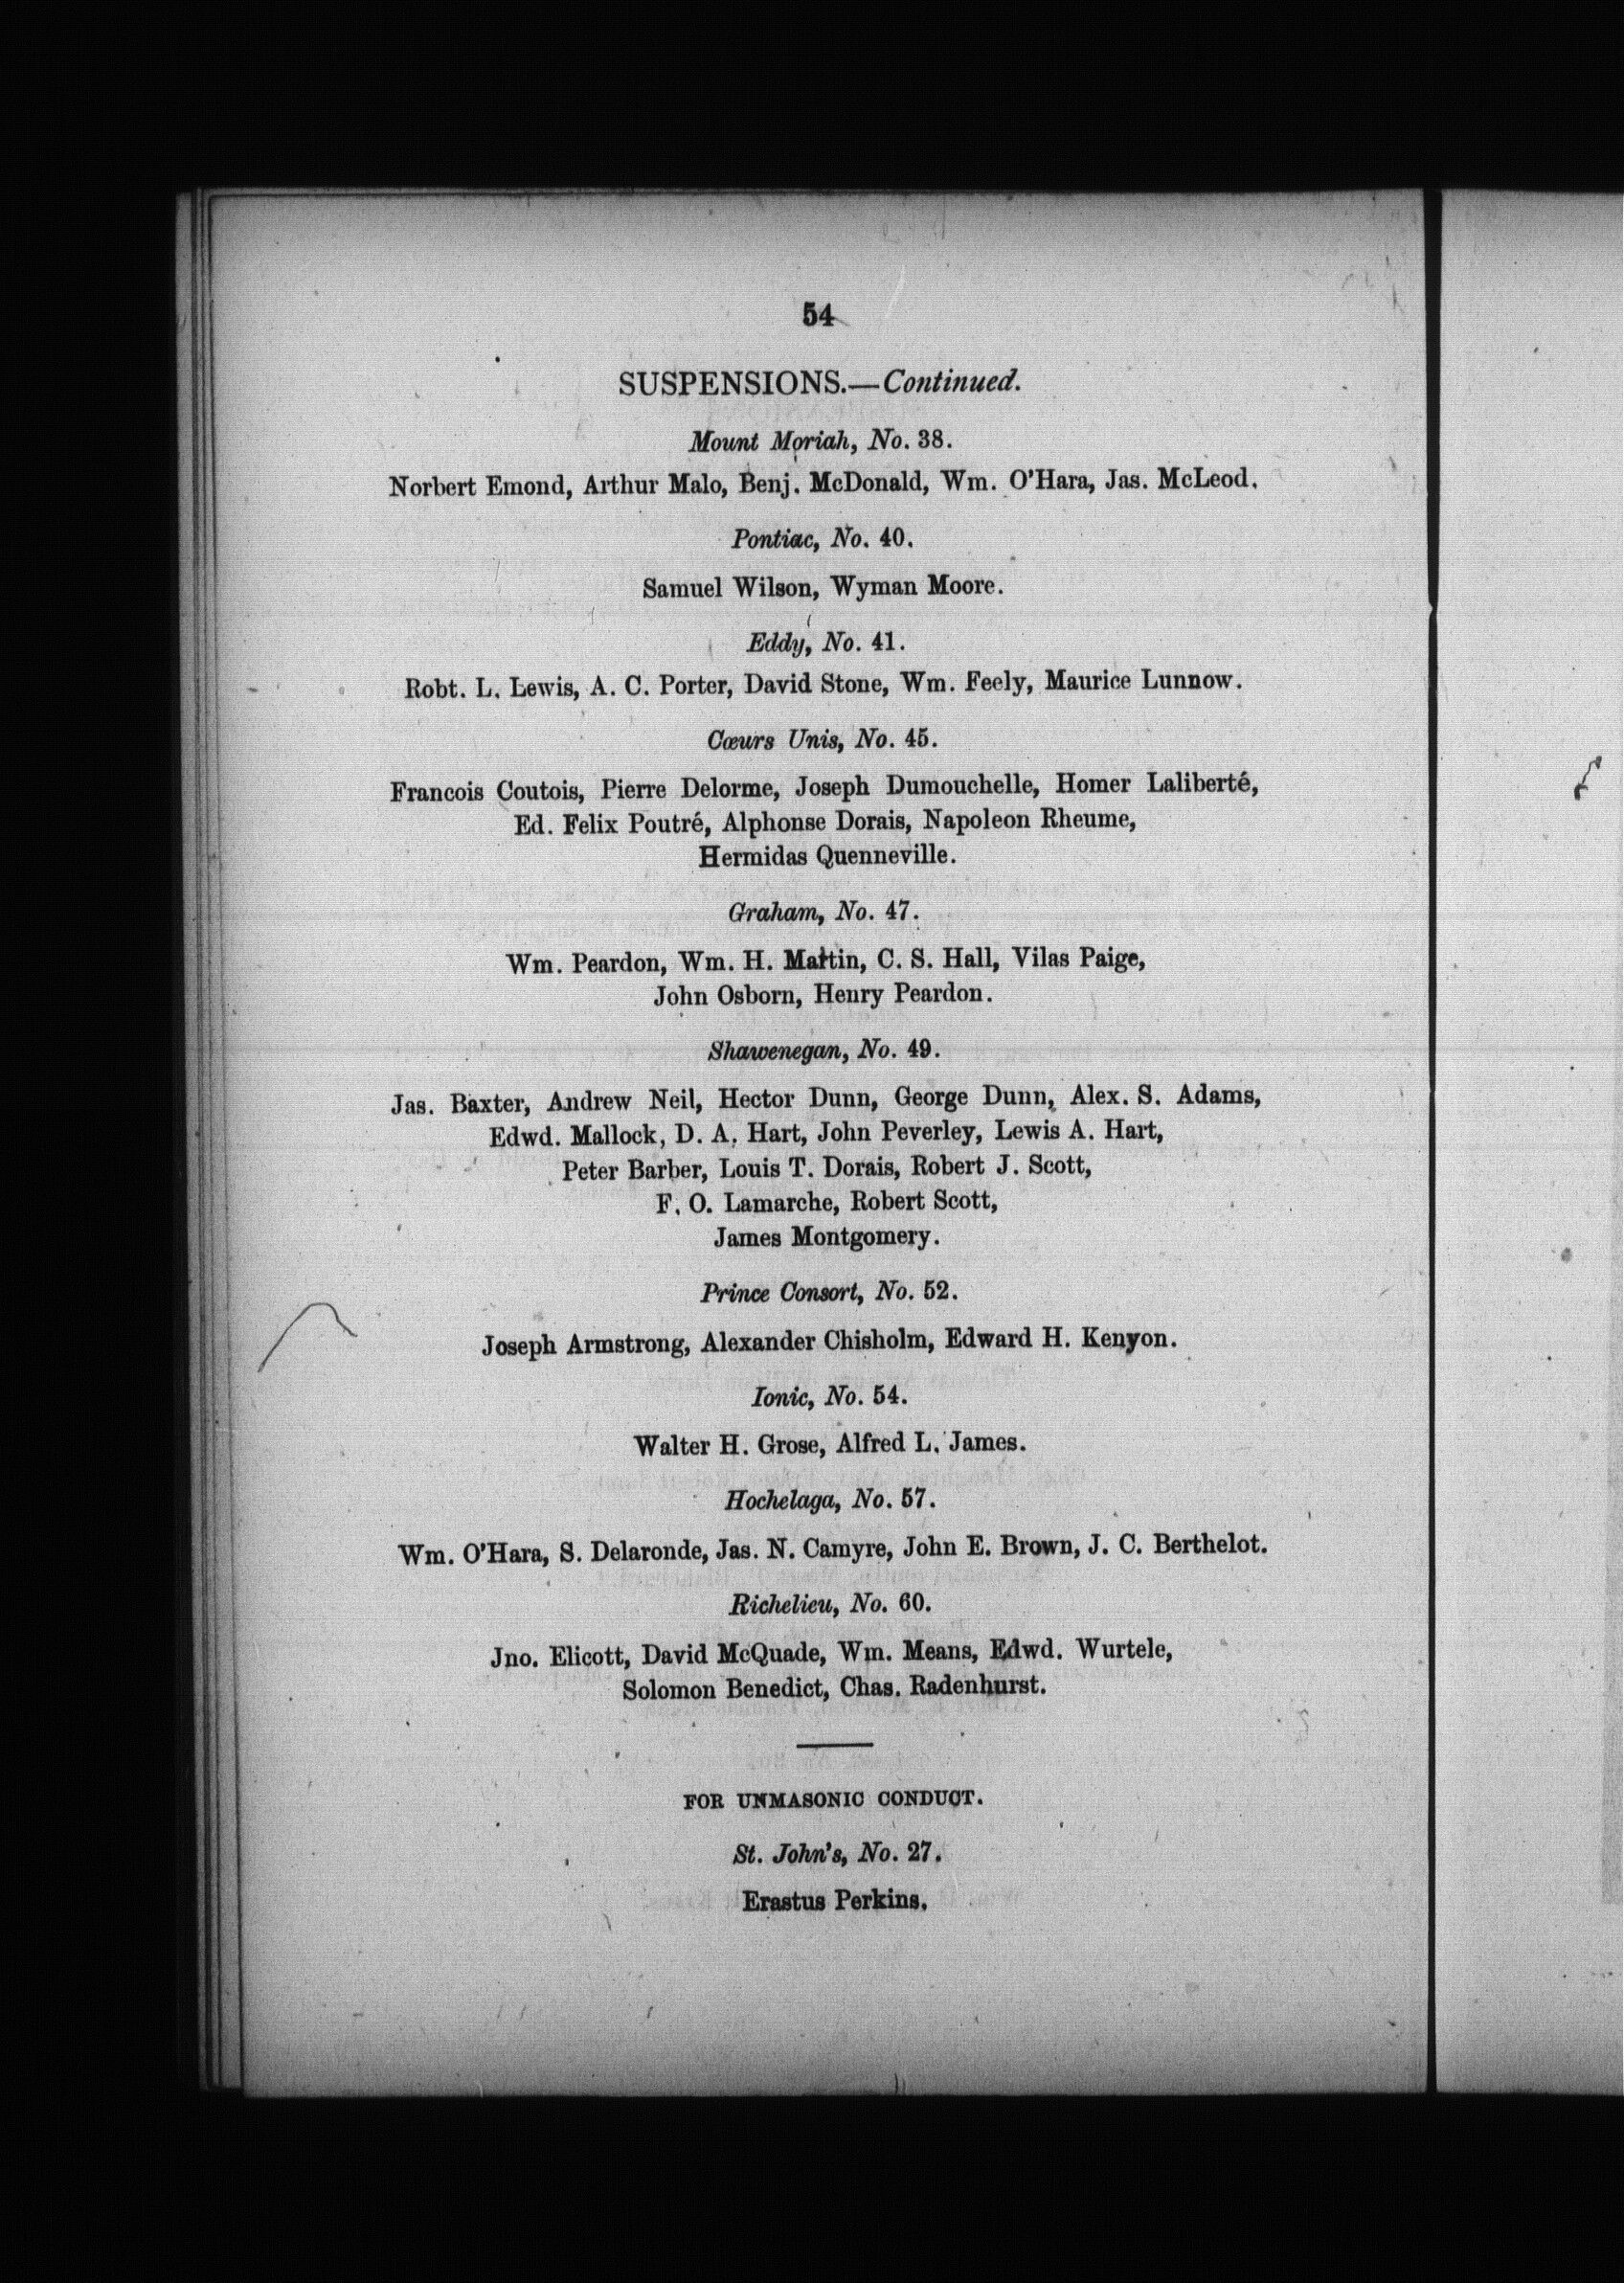 54
SUSPENSIONS.—Continued.
Mount Moriah, No. 38.
Norbert Emond, Arthur Malo, Benj. McDonald, Wm. O'Hara, Jas. McLeod.
Pontiac, No. 40.
Samuel Wilson, Wyman Moore.
Eddy, No. 41.
Robt. L. Lewis, A. C. Porter, David Stone, Wm. Feely, Maurice Lunnow.
Cœurs Unis, No. 45.
Francois Coutois, Pierre Delorme, Joseph Dumouchelle, Homer Laliberté,
Ed. Felix Poutré, Alphonse Dorais, Napoleon Rheume,
Hermidas Quenneville.
Graham, No. 47.
Wm. Peardon, Wm. H. Martin, C. S. Hall, Vilas Paige,
John Osborn, Henry Peardon.
Shawenegan, No. 49.
Jas. Baxter, Andrew Neil, Hector Dunn, George Dunn, Alex. S. Adams,
Edwd. Mallock, D. A. Hart, John Peverley, Lewis A. Hart,
Peter Barber, Louis T. Dorais, Robert J. Scott,
F. O. Lamarche, Robert Scott,
James Montgomery.
Prince Consort, No. 52.
Joseph Armstrong, Alexander Chisholm, Edward H. Kenyon.
Ionic, No. 54.
Walter H. Grose, Alfred L. James.
Hochelaga, No. 57.
Wm. O'Hara, S. Delaronde, Jas. N. Camyre, John E. Brown, J. C. Berthelot.
Richelieu, No. 60.
Jno. Elicott, David McQuade, Wm. Means, Edwd. Wurtele,
Solomon Benedict, Chas. Radenhurst.
FOR UNMASONIC CONDUCT.
St. John's, No. 27.
Erastus Perkins.